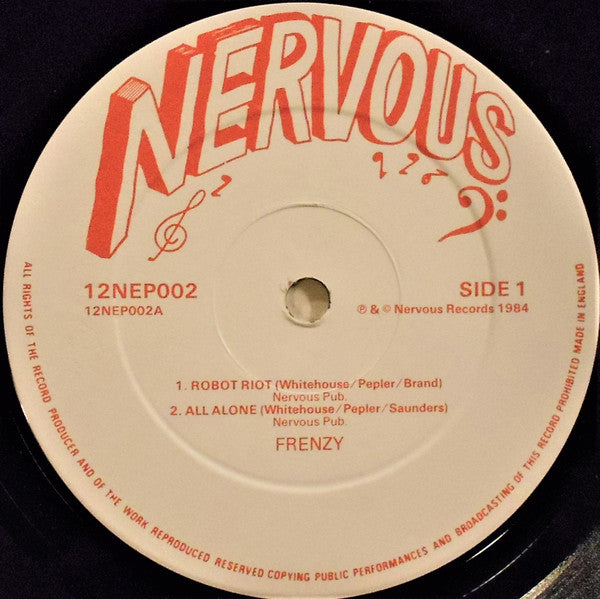 NERVOUS
12NEP002
12NEP002A
SIDE 1
℗ & © Nervous Records 1984
1. ROBOT RIOT (Whitehouse/Pepler/Brand)
Nervous Pub.
2. ALL ALONE (Whitehouse/Pepler/Saunders)
Nervous Pub.
FRENZY
ALL RIGHTS OF THE RECORD PRODUCER AND OF THE WORK REPRODUCED RESERVED COPYING PUBLIC PERFORMANCES AND BROADCASTING OF THIS RECORD PROHIBITED MADE IN ENGLAND